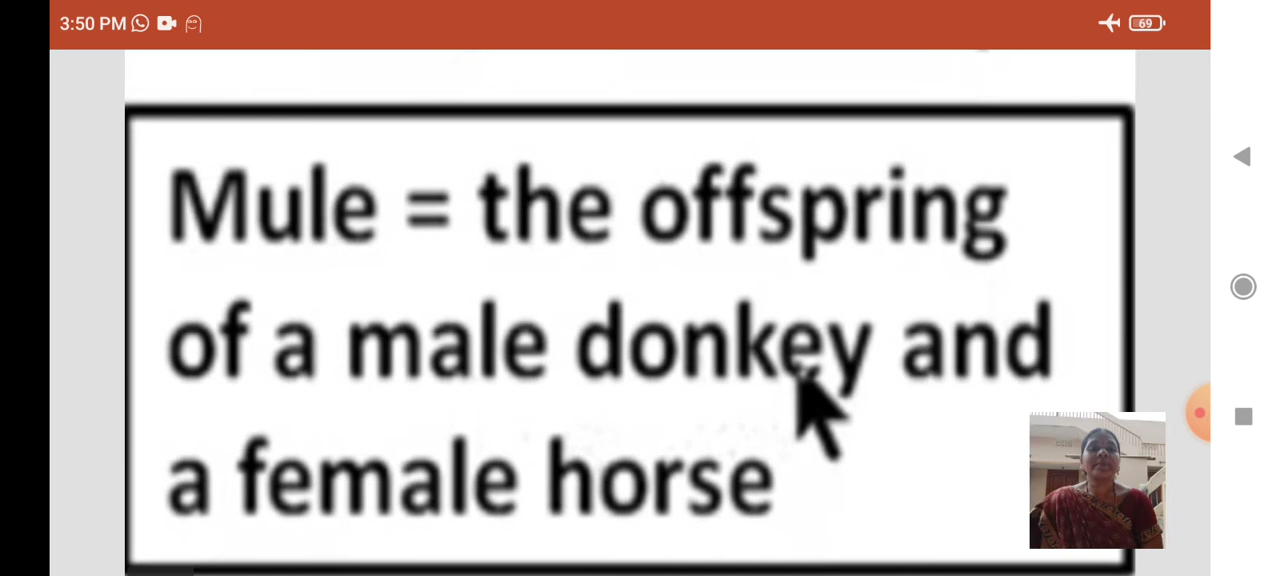 3:50 PM
69
Mule = the offspring
of a male donkey and
a female horse